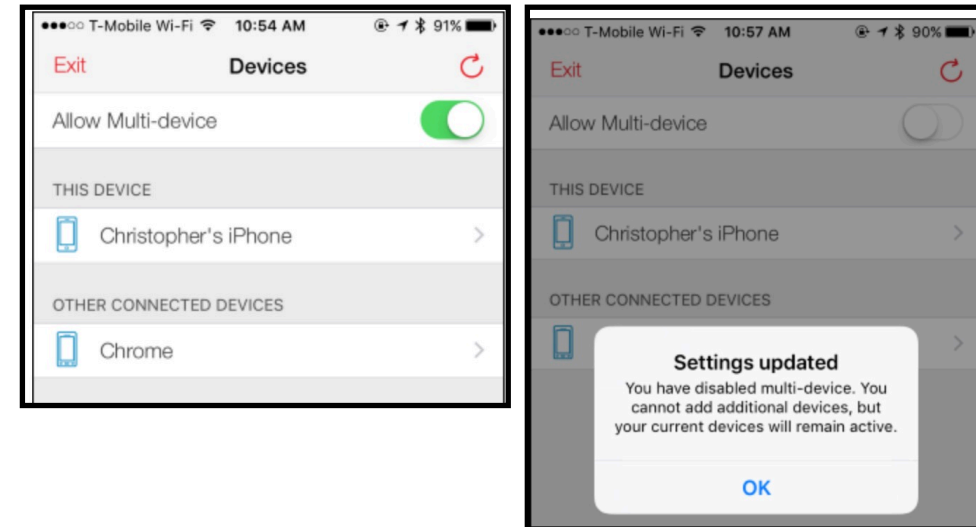 T-Mobile Wi-Fi 10:54 AM 91%
Exit Devices
Allow Multi-device
THIS DEVICE
Christopher's iPhone
OTHER CONNECTED DEVICES
Chrome
T-Mobile Wi-Fi 10:57 AM 90%
Exit Devices
Allow Multi-device
THIS DEVICE
Christopher's iPhone
OTHER CONNECTED DEVICES
Settings updated
You have disabled multi-device. You
cannot add additional devices, but
your current devices will remain active.
OK